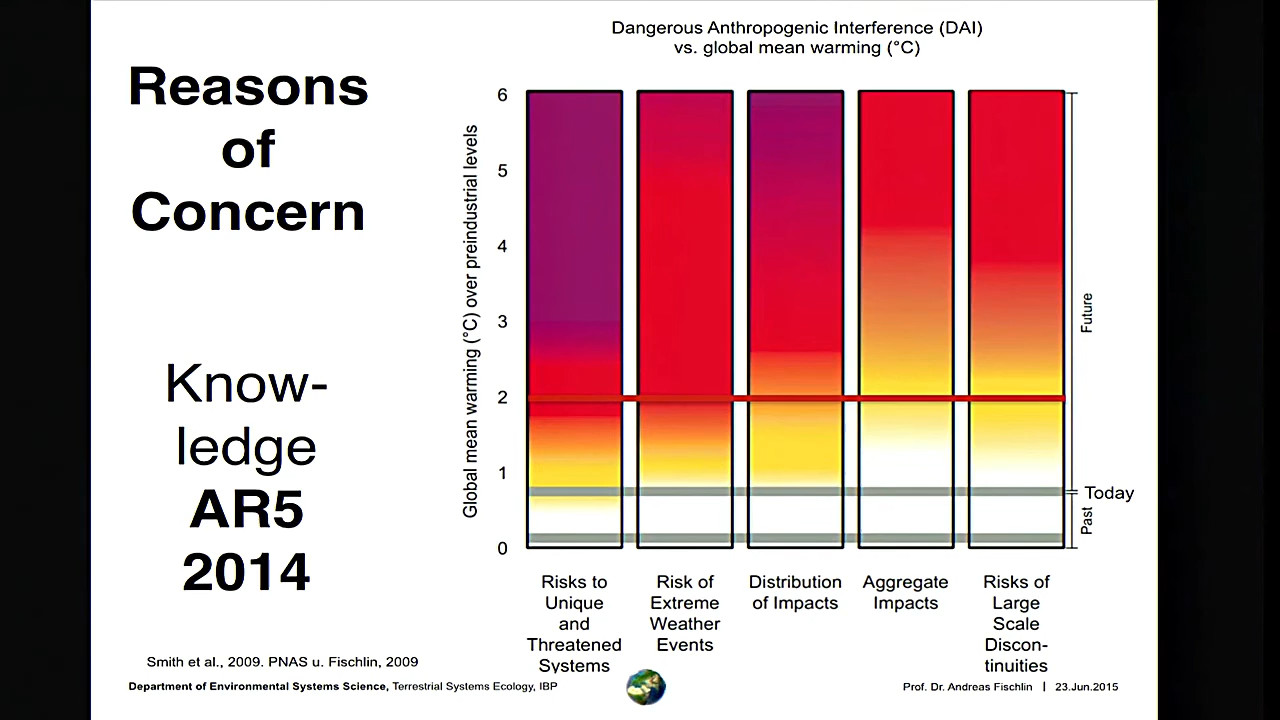 Dangerous Anthropogenic Interference (DAI)
vs. global mean warming (°C)
Reasons
of
Concern
Know-
ledge
AR5
2014
Global mean warming (°C) over preindustrial levels
6
5
4
3
2
1
0
Future
Today
Past
Risks to
Unique
and
Threatened
Systems
Risk of
Extreme
Weather
Events
Distribution
of Impacts
Aggregate
Impacts
Risks of
Large
Scale
Discon-
tinuities
Smith et al., 2009. PNAS u. Fischlin, 2009
Department of Environmental Systems Science, Terrestrial Systems Ecology, IBP
Prof. Dr. Andreas Fischlin | 23.Jun.2015